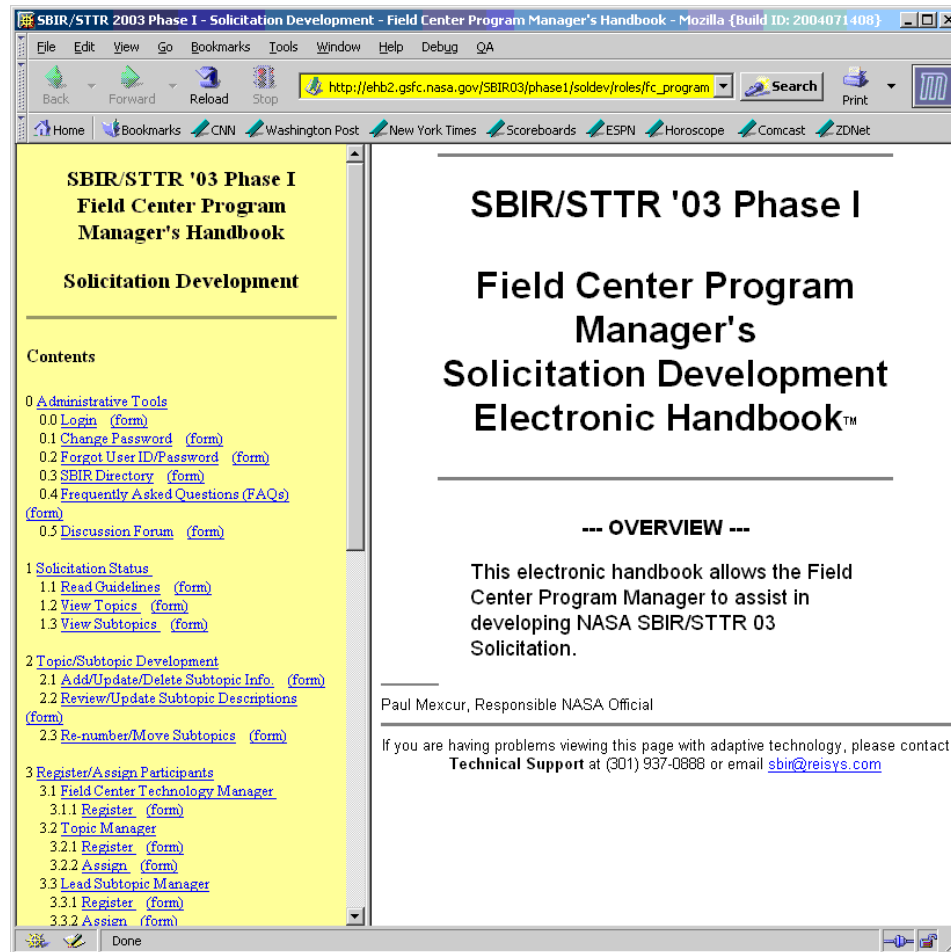 SBIR/STTR 2003 Phase I - Solicitation Development - Field Center Program Manager's Handbook - Mozilla {Build ID: 2004071408}
File Edit View Go Bookmarks Tools Window Help Debug QA
Back Forward Reload Stop http://ehb2.gsfc.nasa.gov/SBIR03/phase1/soldev/roles/fc_program Search Print
Home Bookmarks CNN Washington Post New York Times Scoreboards ESPN Horoscope Comcast ZDNet
SBIR/STTR '03 Phase I
Field Center Program
Manager's Handbook
Solicitation Development
Contents
0 Administrative Tools
0.0 Login (form)
0.1 Change Password (form)
0.2 Forgot User ID/Password (form)
0.3 SBIR Directory (form)
0.4 Frequently Asked Questions (FAQs)
(form)
0.5 Discussion Forum (form)
1 Solicitation Status
1.1 Read Guidelines (form)
1.2 View Topics (form)
1.3 View Subtopics (form)
2 Topic/Subtopic Development
2.1 Add/Update/Delete Subtopic Info. (form)
2.2 Review/Update Subtopic Descriptions
(form)
2.3 Re-number/Move Subtopics (form)
3 Register/Assign Participants
3.1 Field Center Technology Manager
3.1.1 Register (form)
3.2 Topic Manager
3.2.1 Register (form)
3.2.2 Assign (form)
3.3 Lead Subtopic Manager
3.3.1 Register (form)
3.3.2 Assign (form)
SBIR/STTR '03 Phase I
Field Center Program
Manager's
Solicitation Development
Electronic Handbook™
--- OVERVIEW ---
This electronic handbook allows the Field
Center Program Manager to assist in
developing NASA SBIR/STTR 03
Solicitation.
Paul Mexcur, Responsible NASA Official
If you are having problems viewing this page with adaptive technology, please contact
Technical Support at (301) 937-0888 or email sbir@reisys.com
Done